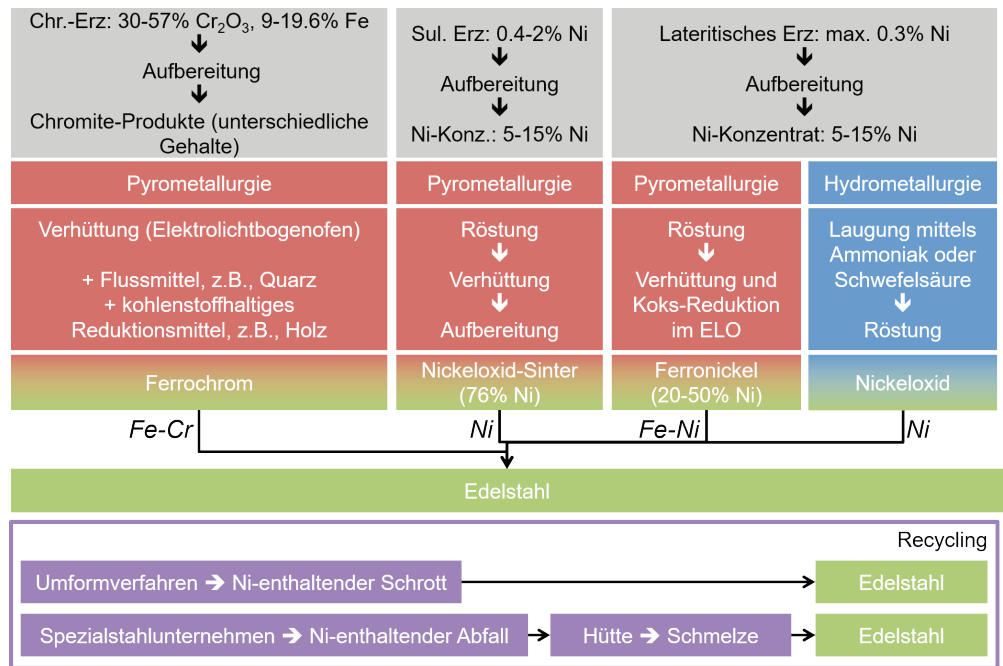 Chr.-Erz: 30-57% Cr₂O₃, 9-19.6% Fe
🡫
Aufbereitung
🡫
Chromite-Produkte (unterschiedliche
Gehalte)
Sul. Erz: 0.4-2% Ni
🡫
Aufbereitung
🡫
Ni-Konz.: 5-15% Ni
Lateritisches Erz: max. 0.3% Ni
🡫
Aufbereitung
🡫
Ni-Konzentrat: 5-15% Ni
Pyrometallurgie
Pyrometallurgie
Pyrometallurgie
Hydrometallurgie
Verhüttung (Elektrolichtbogenofen)
+ Flussmittel, z.B., Quarz
+ kohlenstoffhaltiges
Reduktionsmittel, z.B., Holz
Röstung
🡫
Verhüttung
🡫
Aufbereitung
Röstung
🡫
Verhüttung und
Koks-Reduktion
im ELO
Laugung mittels
Ammoniak oder
Schwefelsäure
🡫
Röstung
Ferrochrom
Nickeloxid-Sinter
(76% Ni)
Ferronickel
(20-50% Ni)
Nickeloxid
Fe-Cr
Ni
Fe-Ni
Ni
Edelstahl
Recycling
Umformverfahren ➔ Ni-enthaltender Schrott
Edelstahl
Spezialstahlunternehmen ➔ Ni-enthaltender Abfall
Hütte ➔ Schmelze
Edelstahl